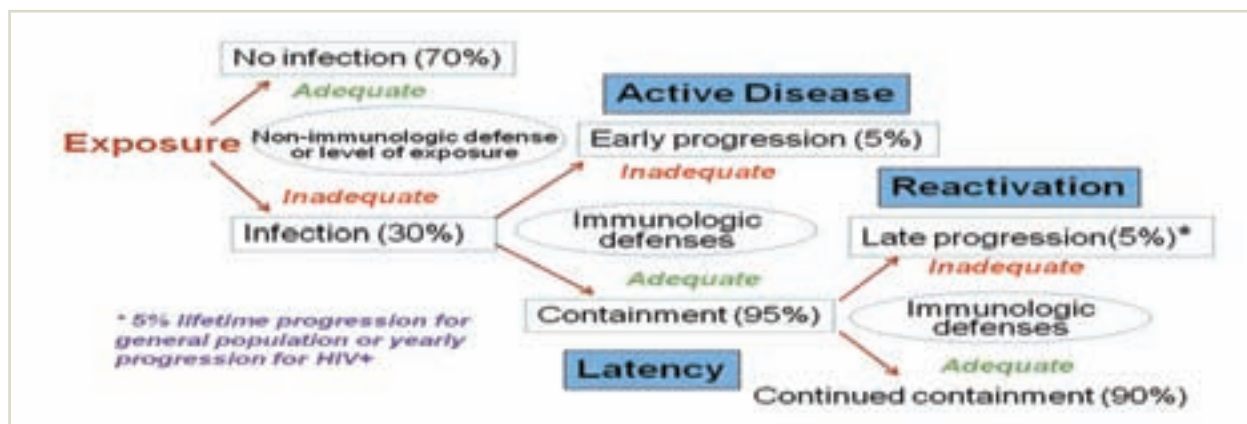 No infection (70%)
Adequate
Active Disease
Exposure
Non-immunologic defense
or level of exposure
Early progression (5%)
Inadequate
Inadequate
Reactivation
Infection (30%)
Immunologic
defenses
Late progression(5%)*
Adequate
Inadequate
* 5% lifetime progression for
general population or yearly
progression for HIV+
Containment (95%)
Immunologic
defenses
Latency
Adequate
Continued containment (90%)